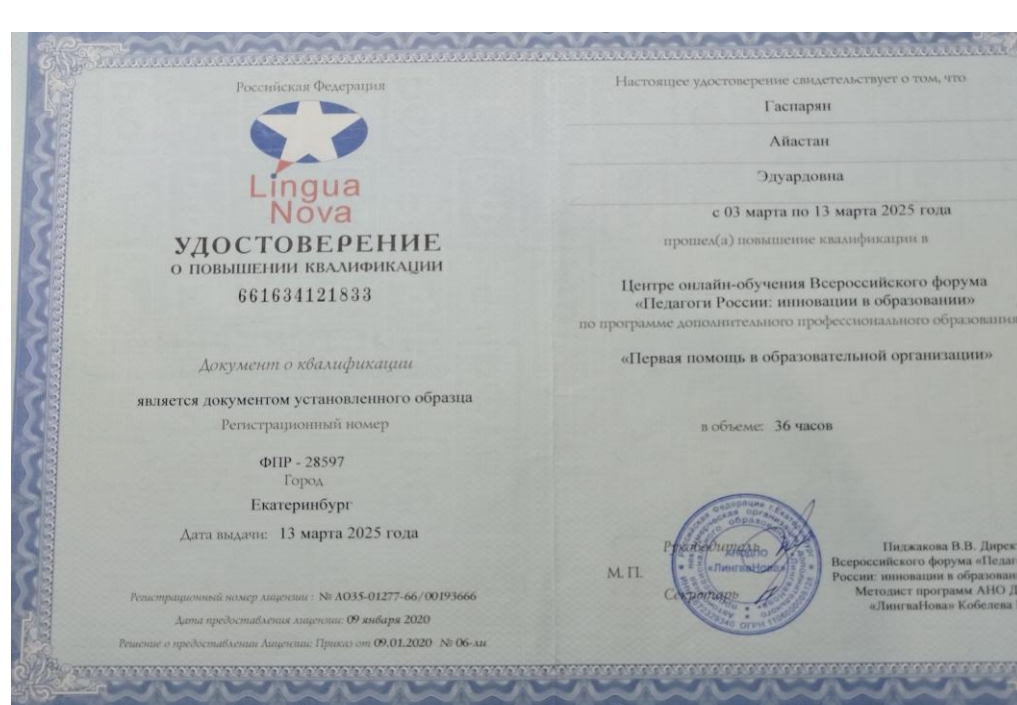 Российская Федерация
Lingua
Nova
УДОСТОВЕРЕНИЕ
О ПОВЫШЕНИИ КВАЛИФИКАЦИИ
661634121833
Документ о квалификации
является документом установленного образца
Регистрационный номер
ФПР - 28597
Город
Екатеринбург
Дата выдачи: 13 марта 2025 года
Регистрационный номер лицензии : № ЛО35-01277-66/00193666
Дата предоставления лицензии: 09 января 2020
Решение о предоставлении Лицензии: Приказ от 09.01.2020 № 06-ли
Настоящее удостоверение свидетельствует о том, что
Гаспарян
Айастан
Эдуардовна
с 03 марта по 13 марта 2025 года
прошел(а) повышение квалификации в
Центре онлайн-обучения Всероссийского форума
«Педагоги России: инновации в образовании»
по программе дополнительного профессионального образования
«Первая помощь в образовательной организации»
в объеме: 36 часов
Руководитель
М. П.
Секретарь
АНОДПО
«ЛингваНова»
Пиджакова В.В. Дирек
Всероссийского форума «Педаг
России: инновации в образован
Методист программ АНО Д
«ЛингваНова» Кобелева